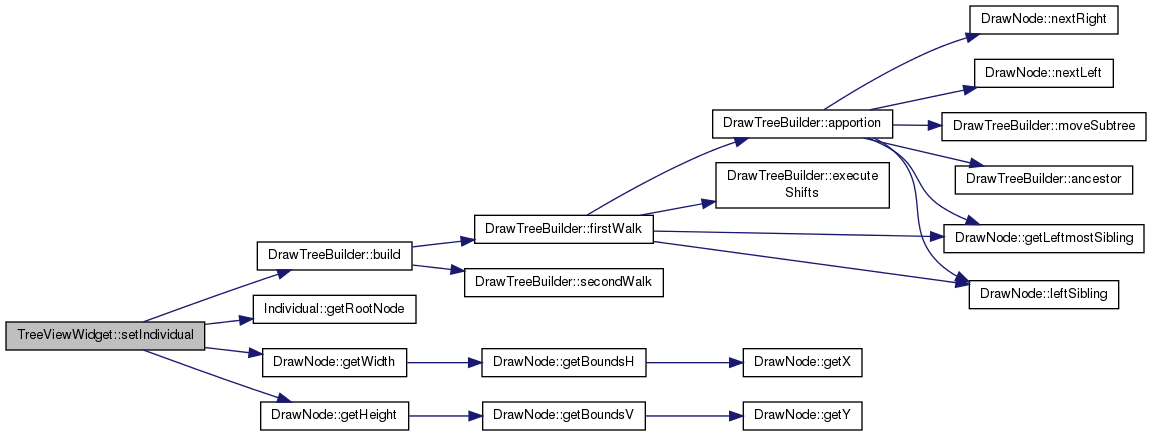 DrawNode::nextRight
DrawNode::nextLeft
DrawTreeBuilder::apportion
DrawTreeBuilder::moveSubtree
DrawTreeBuilder::execute
Shifts
DrawTreeBuilder::ancestor
DrawTreeBuilder::firstWalk
DrawNode::getLeftmostSibling
DrawTreeBuilder::build
DrawTreeBuilder::secondWalk
DrawNode::leftSibling
Individual::getRootNode
TreeViewWidget::setIndividual
DrawNode::getWidth
DrawNode::getBoundsH
DrawNode::getX
DrawNode::getHeight
DrawNode::getBoundsV
DrawNode::getY